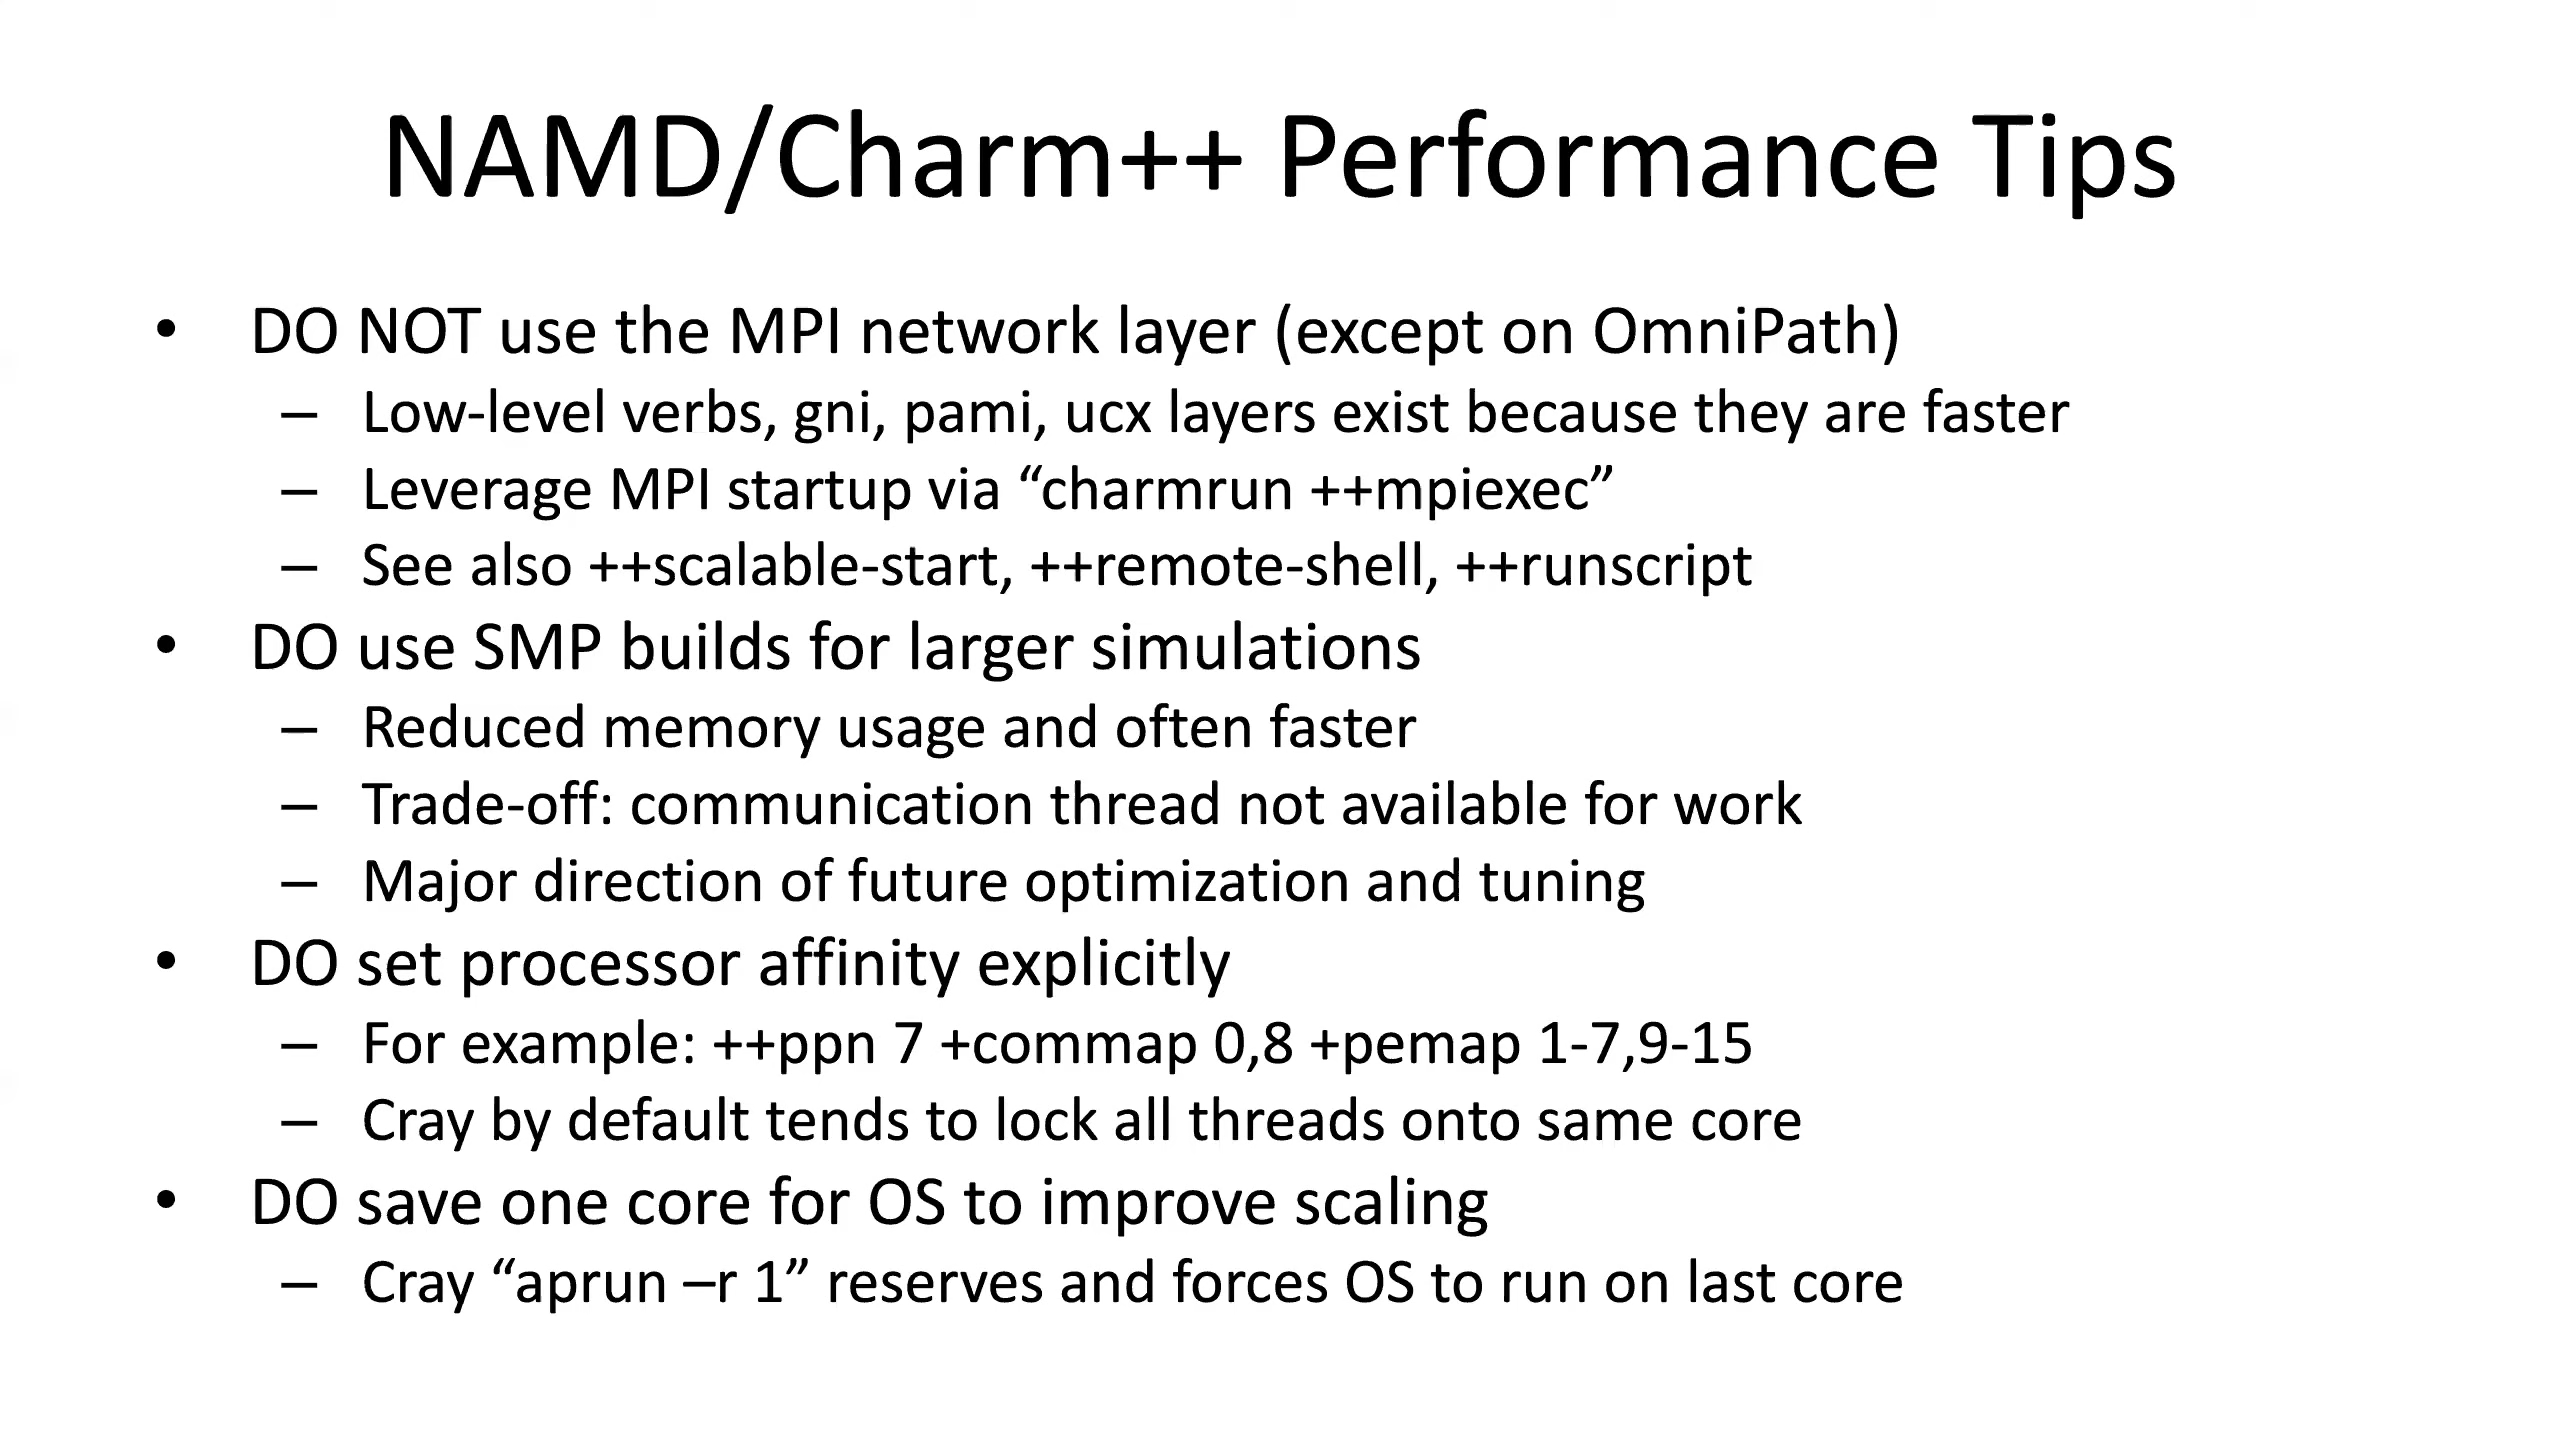 NAMD/Charm++ Performance Tips
• DO NOT use the MPI network layer (except on OmniPath)
– Low-level verbs, gni, pami, ucx layers exist because they are faster
– Leverage MPI startup via “charmrun ++mpiexec”
– See also ++scalable-start, ++remote-shell, ++runscript
• DO use SMP builds for larger simulations
– Reduced memory usage and often faster
– Trade-off: communication thread not available for work
– Major direction of future optimization and tuning
• DO set processor affinity explicitly
– For example: ++ppn 7 +commap 0,8 +pemap 1-7,9-15
– Cray by default tends to lock all threads onto same core
• DO save one core for OS to improve scaling
– Cray “aprun –r 1” reserves and forces OS to run on last core